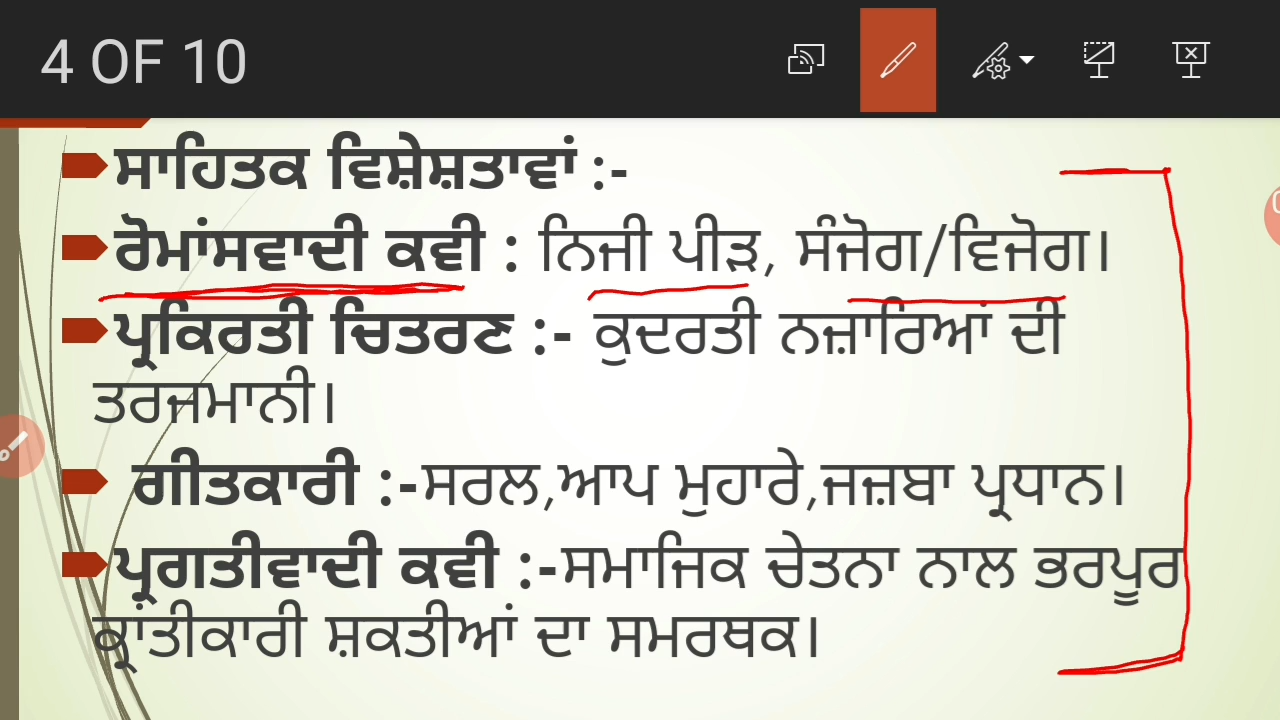 4 OF 10
ਸਾਹਿਤਕ ਵਿਸ਼ੇਸ਼ਤਾਵਾਂ :-
ਰੋਮਾਂਸਵਾਦੀ ਕਵੀ : ਨਿਜੀ ਪੀੜ, ਸੰਜੋਗ/ਵਿਜੋਗ।
ਪ੍ਰਕਿਰਤੀ ਚਿਤਰਣ :- ਕੁਦਰਤੀ ਨਜ਼ਾਰਿਆਂ ਦੀ
ਤਰਜਮਾਨੀ।
ਗੀਤਕਾਰੀ :-ਸਰਲ,ਆਪ ਮੁਹਾਰੇ,ਜਜ਼ਬਾ ਪ੍ਰਧਾਨ।
ਪ੍ਰਗਤੀਵਾਦੀ ਕਵੀ :-ਸਮਾਜਿਕ ਚੇਤਨਾ ਨਾਲ ਭਰਪੂਰ
ਕ੍ਰਾਂਤੀਕਾਰੀ ਸ਼ਕਤੀਆਂ ਦਾ ਸਮਰਥਕ।